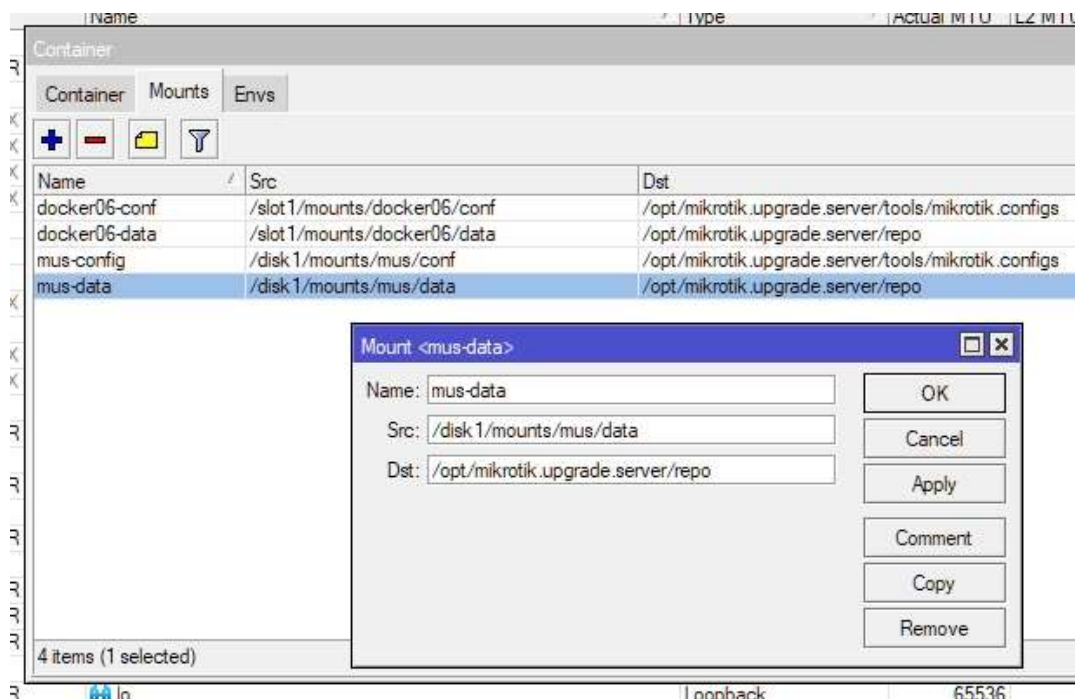 Name Type Actual MTU L2 MTU
Container
Container Mounts Envs
Name Src Dst
docker06-conf /slot1/mounts/docker06/conf /opt/mikrotik.upgrade.server/tools/mikrotik.configs
docker06-data /slot1/mounts/docker06/data /opt/mikrotik.upgrade.server/repo
mus-config /disk1/mounts/mus/conf /opt/mikrotik.upgrade.server/tools/mikrotik.configs
mus-data /disk1/mounts/mus/data /opt/mikrotik.upgrade.server/repo
Mount <mus-data>
Name: mus-data
Src: /disk1/mounts/mus/data
Dst: /opt/mikrotik.upgrade.server/repo
OK
Cancel
Apply
Comment
Copy
Remove
4 items (1 selected)
R lo Loopback 65536